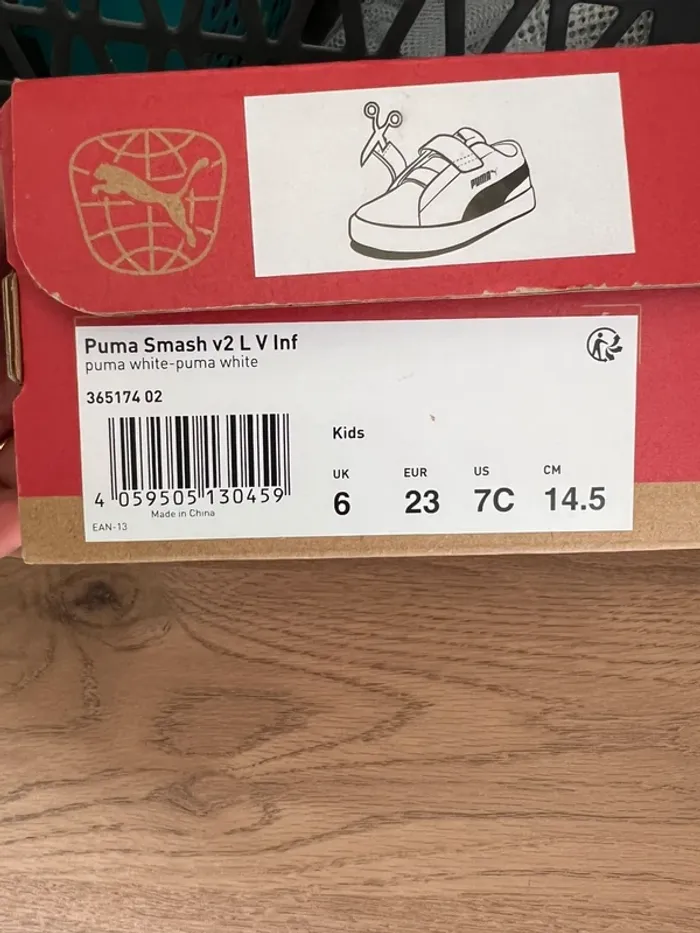 PUMA
Puma Smash v2 L V Inf
puma white-puma white
365174 02
4 059505 130459
Made in China
EAN-13
Kids
UK EUR US CM
6 23 7C 14.5